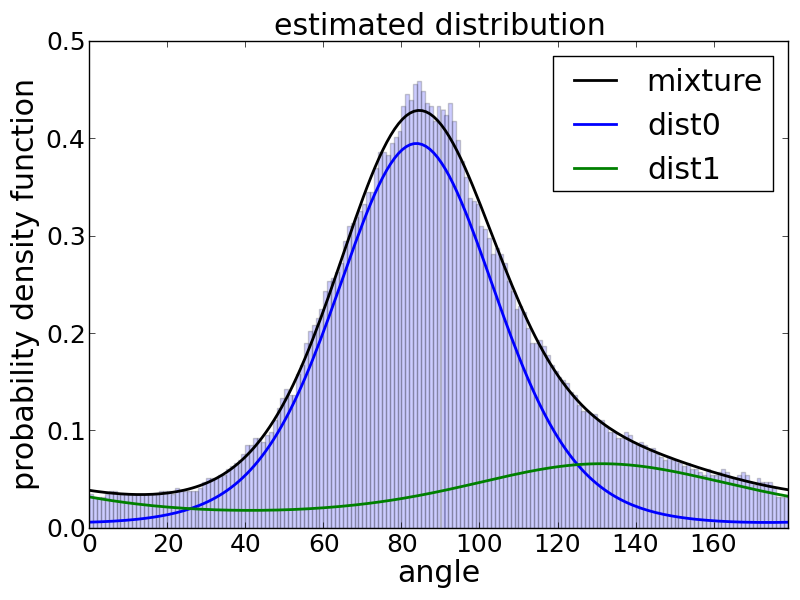 estimated distribution
0.5
0.4
0.3
0.2
0.1
0.0
probability density function
mixture
dist0
dist1
0 20 40 60 80 100 120 140 160
angle